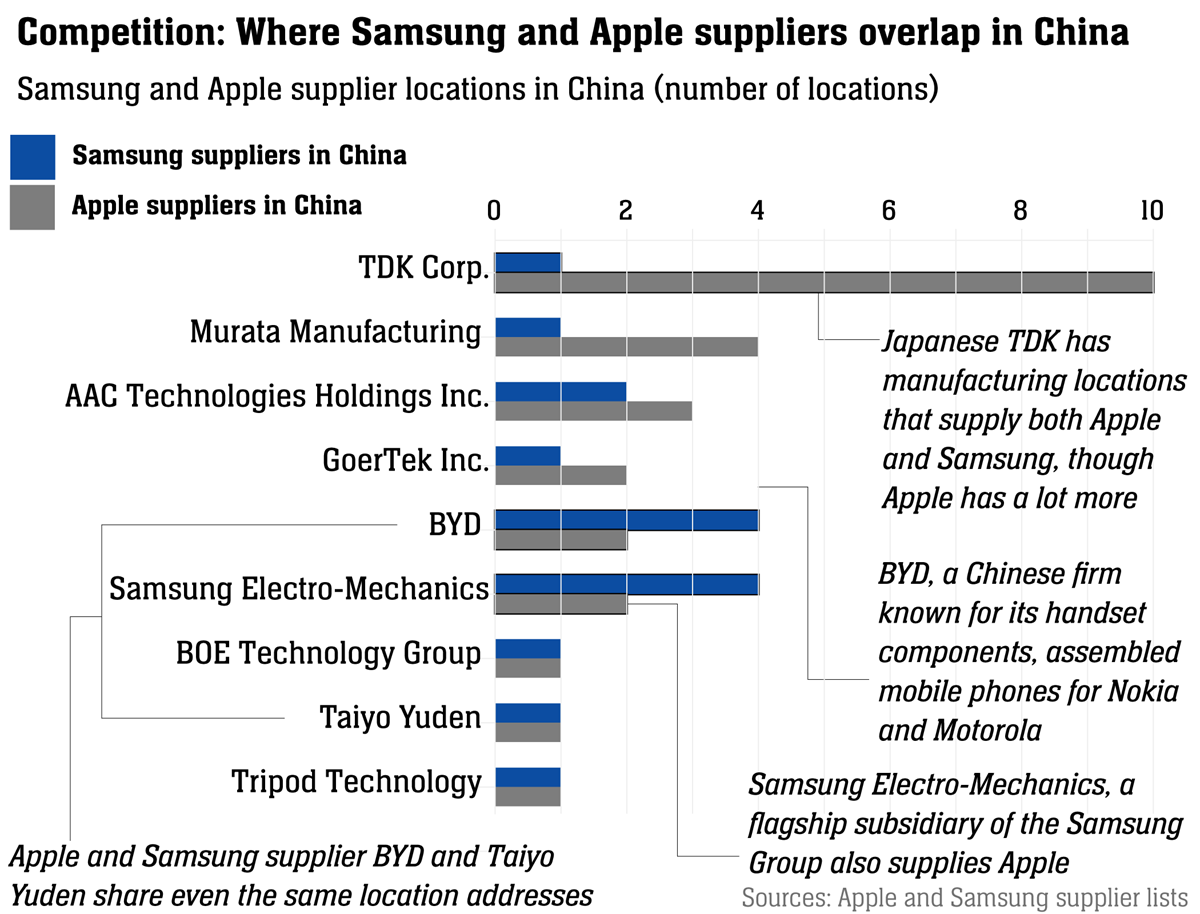 Competition: Where Samsung and Apple suppliers overlap in China
Samsung and Apple supplier locations in China (number of locations)
Samsung suppliers in China
Apple suppliers in China
0 2 4 6 8 10
TDK Corp.
Murata Manufacturing
AAC Technologies Holdings Inc.
GoerTek Inc.
BYD
Samsung Electro-Mechanics
BOE Technology Group
Taiyo Yuden
Tripod Technology
Japanese TDK has
manufacturing locations
that supply both Apple
and Samsung, though
Apple has a lot more
BYD, a Chinese firm
known for its handset
components, assembled
mobile phones for Nokia
and Motorola
Samsung Electro-Mechanics, a
flagship subsidiary of the Samsung
Group also supplies Apple
Apple and Samsung supplier BYD and Taiyo
Yuden share even the same location addresses
Sources: Apple and Samsung supplier lists